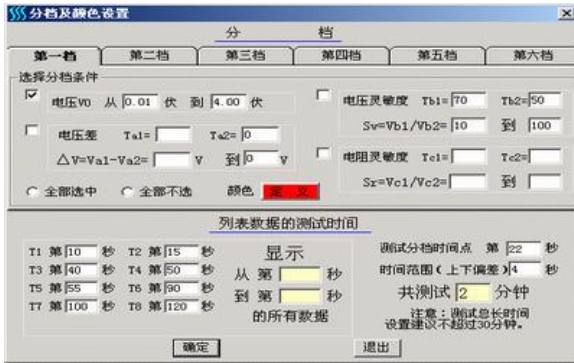 分档及颜色设置
分 档
第一档 第二档 第三档 第四档 第五档 第六档
选择分档条件
电压V0 从 0.01 伏 到 4.00 伏
电压灵敏度 Tb1= 70 Tb2= 50
Sv=Vb1/Vb2= 10 到 100
电压差 Ta1= Ta2= 0
△V=Va1-Va2= V 到 0 V
电阻灵敏度 Tc1= Tc2=
Sr=Vc1/Vc2= 到
全部选中 全部不选 颜色 定 义
列表数据的测试时间
T1 第 10 秒 T2 第 15 秒
T3 第 40 秒 T4 第 50 秒
T5 第 55 秒 T6 第 90 秒
T7 第 100 秒 T8 第 120 秒
显示
从 第 秒
到 第 秒
的所有数据
测试分档时间点 第 22 秒
时间范围(上下偏差) 4 秒
共测试 2 分钟
注意：测试总长时间
设置建议不超过30分钟。
确定 退出